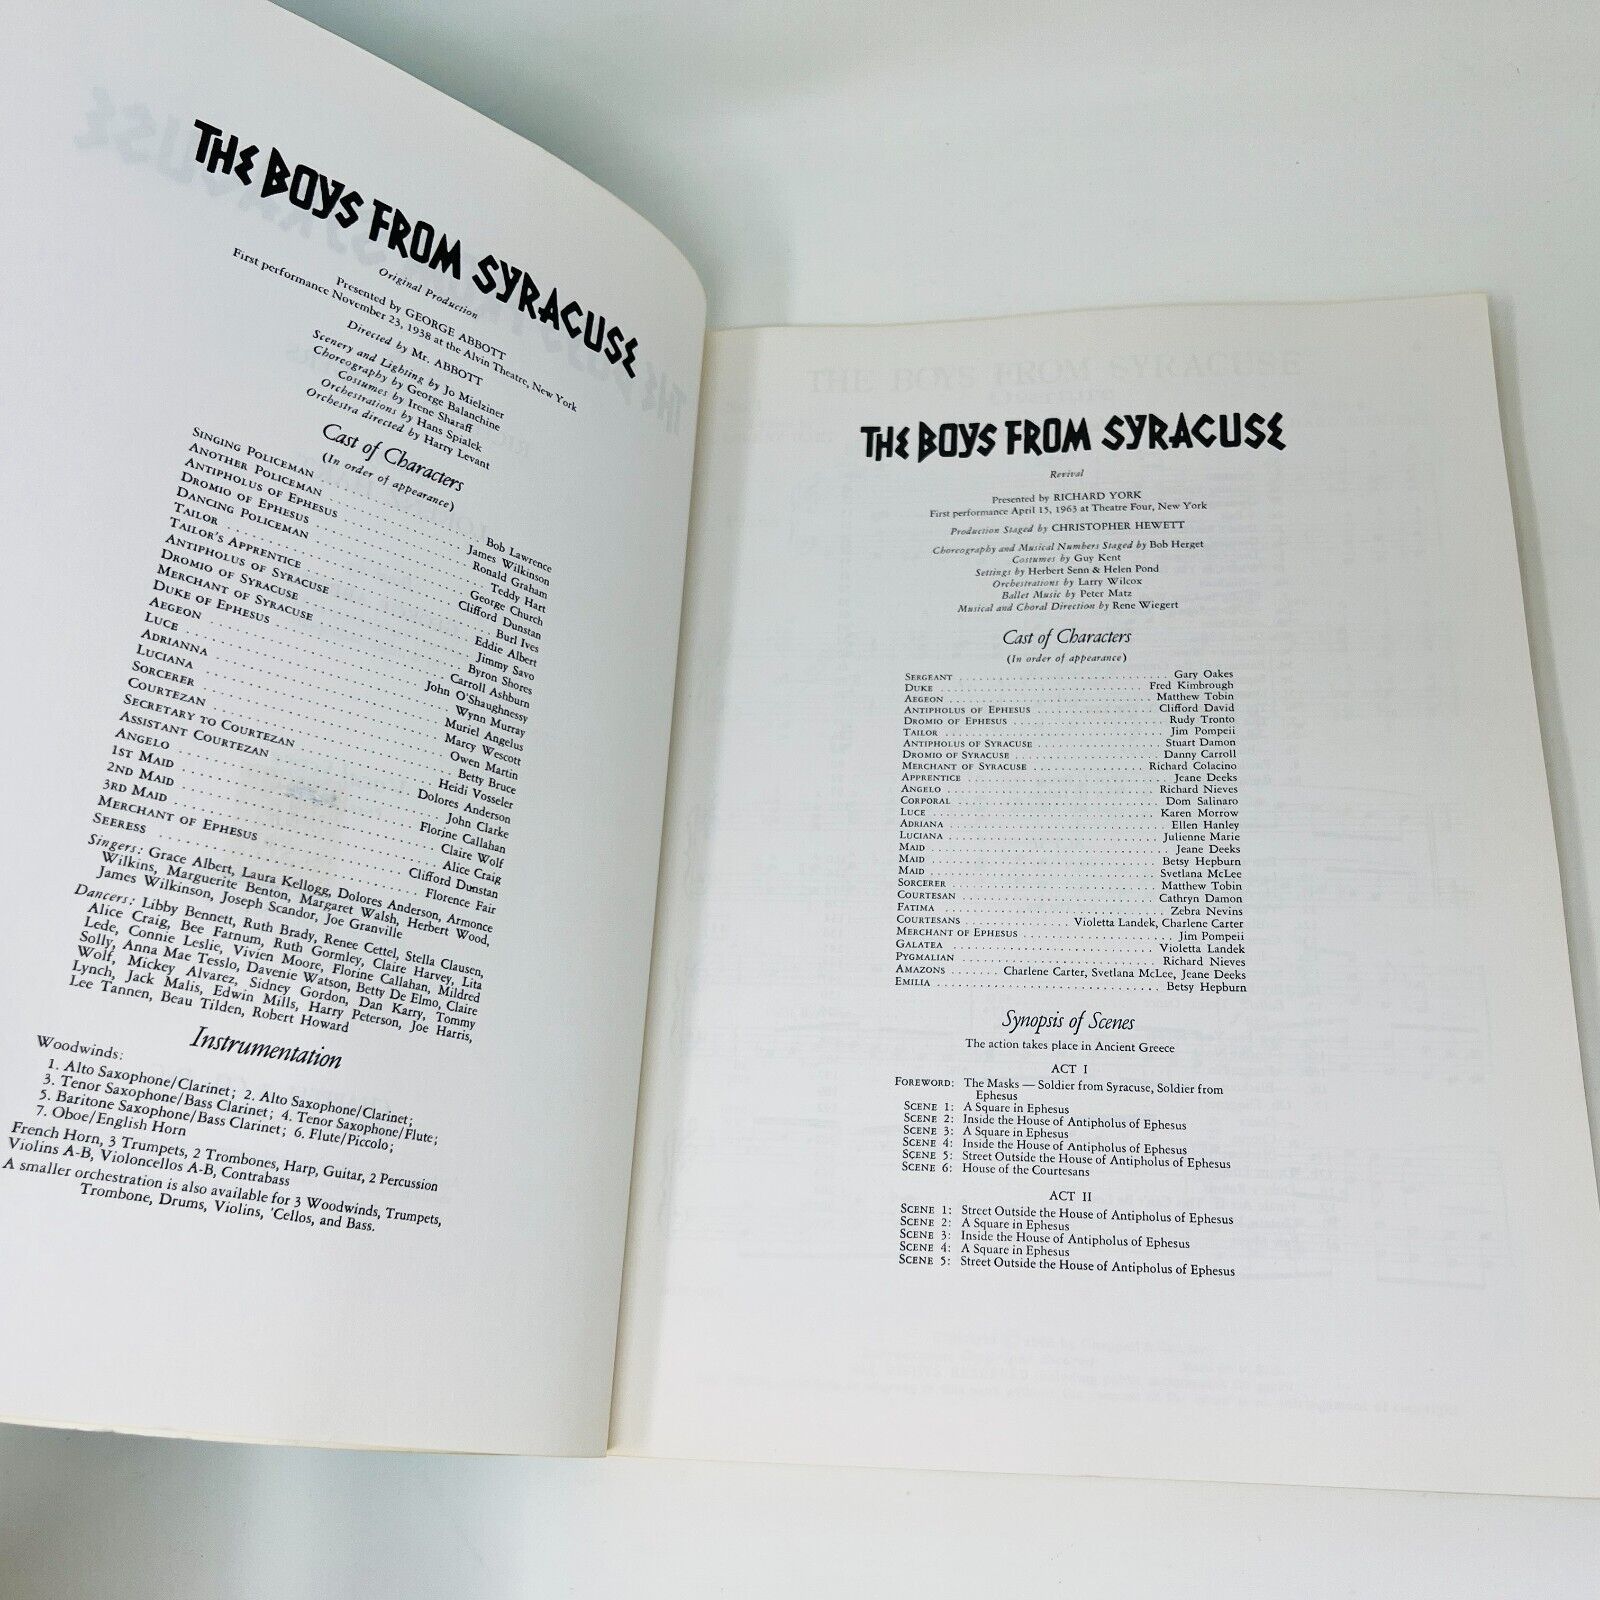 THE BOYS FROM SYRACUSE
Original Production
Presented by GEORGE ABBOTT
First performance November 23, 1938 at the Alvin Theatre, New York
Directed by Mr. ABBOTT
Scenery and Lighting by Jo Mielziner
Choreography by George Balanchine
Costumes by Irene Sharaff
Orchestrations by Hans Spialek
Orchestra directed by Harry Levant
Cast of Characters
(In order of appearance)
SINGING POLICEMAN . . . . . . . . . . Bob Lawrence
ANOTHER POLICEMAN . . . . . . . . . . James Wilkinson
ANTIPHOLUS OF EPHESUS . . . . . . . . . . Ronald Graham
DROMIO OF EPHESUS . . . . . . . . . . Teddy Hart
DANCING POLICEMAN . . . . . . . . . . George Church
TAILOR . . . . . . . . . . Clifford Dunstan
TAILOR'S APPRENTICE . . . . . . . . . . Burl Ives
ANTIPHOLUS OF SYRACUSE . . . . . . . . . . Eddie Albert
DROMIO OF SYRACUSE . . . . . . . . . . Jimmy Savo
MERCHANT OF SYRACUSE . . . . . . . . . . Byron Shores
DUKE OF EPHESUS . . . . . . . . . . Carroll Ashburn
AEGEON . . . . . . . . . . John O'Shaughnessy
LUCE . . . . . . . . . . Wynn Murray
ADRIANNA . . . . . . . . . . Muriel Angelus
LUCIANA . . . . . . . . . . Marcy Wescott
SORCERER . . . . . . . . . . Owen Martin
COURTEZAN . . . . . . . . . . Betty Bruce
SECRETARY TO COURTEZAN . . . . . . . . . . Heidi Vosseler
ASSISTANT COURTEZAN . . . . . . . . . . Dolores Anderson
ANGELO . . . . . . . . . . John Clarke
1ST MAID . . . . . . . . . . Florine Callahan
2ND MAID . . . . . . . . . . Claire Wolf
3RD MAID . . . . . . . . . . Alice Craig
MERCHANT OF EPHESUS . . . . . . . . . . Clifford Dunstan
SEERESS . . . . . . . . . . Florence Fair
Singers: Grace Albert, Laura Kellogg, Dolores Anderson, Armonce
Wilkins, Marguerite Benton, Margaret Walsh, Herbert Wood,
James Wilkinson, Joseph Scandor, Joe Granville
Dancers: Libby Bennett, Ruth Brady, Renee Cettel, Stella Clausen,
Alice Craig, Bee Farnum, Ruth Gormley, Claire Harvey, Lita
Lede, Connie Leslie, Vivien Moore, Florine Callahan, Mildred
Solly, Anna Mae Tesslo, Davenie Watson, Betty De Elmo, Claire
Wolf, Mickey Alvarez, Sidney Gordon, Dan Karry, Tommy
Lynch, Jack Malis, Edwin Mills, Harry Peterson, Joe Harris,
Lee Tannen, Beau Tilden, Robert Howard
Instrumentation
Woodwinds:
1. Alto Saxophone/Clarinet; 2. Alto Saxophone/Clarinet;
3. Tenor Saxophone/Bass Clarinet; 4. Tenor Saxophone/Flute;
5. Baritone Saxophone/Bass Clarinet; 6. Flute/Piccolo;
7. Oboe/English Horn
French Horn, 3 Trumpets, 2 Trombones, Harp, Guitar, 2 Percussion
Violins A-B, Violoncellos A-B, Contrabass
A smaller orchestration is also available for 3 Woodwinds, Trumpets,
Trombone, Drums, Violins, 'Cellos, and Bass.
THE BOYS FROM SYRACUSE
Revival
Presented by RICHARD YORK
First performance April 15, 1963 at Theatre Four, New York
Production Staged by CHRISTOPHER HEWETT
Choreography and Musical Numbers Staged by Bob Herget
Costumes by Guy Kent
Settings by Herbert Senn & Helen Pond
Orchestrations by Larry Wilcox
Ballet Music by Peter Matz
Musical and Choral Direction by Rene Wiegert
Cast of Characters
(In order of appearance)
SERGEANT . . . . . . . . . . Gary Oakes
DUKE . . . . . . . . . . Fred Kimbrough
AEGEON . . . . . . . . . . Matthew Tobin
ANTIPHOLUS OF EPHESUS . . . . . . . . . . Clifford David
DROMIO OF EPHESUS . . . . . . . . . . Rudy Tronto
TAILOR . . . . . . . . . . Jim Pompeii
ANTIPHOLUS OF SYRACUSE . . . . . . . . . . Stuart Damon
DROMIO OF SYRACUSE . . . . . . . . . . Danny Carroll
MERCHANT OF SYRACUSE . . . . . . . . . . Richard Colacino
APPRENTICE . . . . . . . . . . Jeane Deeks
ANGELO . . . . . . . . . . Richard Nieves
CORPORAL . . . . . . . . . . Dom Salinaro
LUCE . . . . . . . . . . Karen Morrow
ADRIANA . . . . . . . . . . Ellen Hanley
LUCIANA . . . . . . . . . . Julienne Marie
MAID . . . . . . . . . . Jeane Deeks
MAID . . . . . . . . . . Betsy Hepburn
MAID . . . . . . . . . . Svetlana McLee
SORCERER . . . . . . . . . . Matthew Tobin
COURTESAN . . . . . . . . . . Cathryn Damon
FATIMA . . . . . . . . . . Zebra Nevins
COURTESANS . . . . . . . . . . Violetta Landek, Charlene Carter
MERCHANT OF EPHESUS . . . . . . . . . . Jim Pompeii
GALATEA . . . . . . . . . . Violetta Landek
PYGMALIAN . . . . . . . . . . Richard Nieves
AMAZONS . . . . . . . Charlene Carter, Svetlana McLee, Jeane Deeks
EMILIA . . . . . . . . . . Betsy Hepburn
Synopsis of Scenes
The action takes place in Ancient Greece
ACT I
FOREWORD: The Masks — Soldier from Syracuse, Soldier from
Ephesus
SCENE 1: A Square in Ephesus
SCENE 2: Inside the House of Antipholus of Ephesus
SCENE 3: A Square in Ephesus
SCENE 4: Inside the House of Antipholus of Ephesus
SCENE 5: Street Outside the House of Antipholus of Ephesus
SCENE 6: House of the Courtesans
ACT II
SCENE 1: Street Outside the House of Antipholus of Ephesus
SCENE 2: A Square in Ephesus
SCENE 3: Inside the House of Antipholus of Ephesus
SCENE 4: A Square in Ephesus
SCENE 5: Street Outside the House of Antipholus of Ephesus